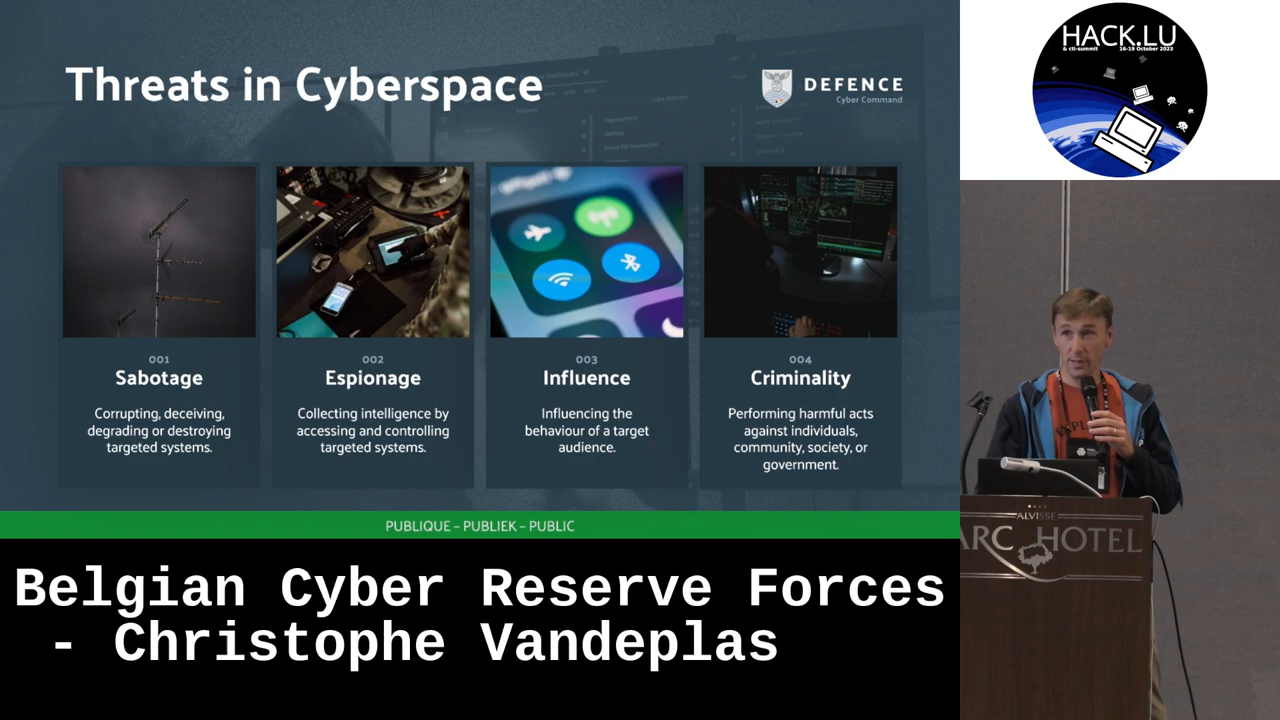 Threats in Cyberspace
DEFENCE
Cyber Command
001
Sabotage
Corrupting, deceiving,
degrading or destroying
targeted systems.
002
Espionage
Collecting intelligence by
accessing and controlling
targeted systems.
003
Influence
Influencing the
behaviour of a target
audience.
004
Criminality
Performing harmful acts
against individuals,
community, society, or
government.
PUBLIQUE – PUBLIEK – PUBLIC
Belgian Cyber Reserve Forces
- Christophe Vandeplas
HACK.LU
& cti-summit 16-19 October 2023
ALVISSE
ARC HOTEL